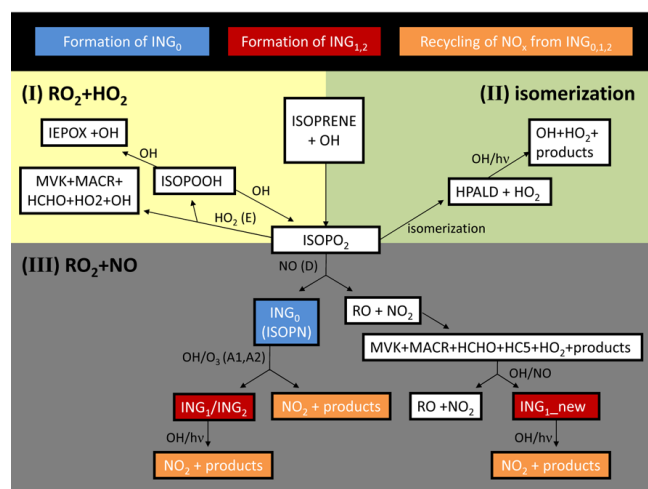 Formation of ING₀
Formation of ING₁,₂
Recycling of NOₓ from ING₀,₁,₂
(I) RO₂+HO₂
(II) isomerization
ISOPRENE
+ OH
IEPOX +OH
OH
MVK+MACR+
HCHO+HO2+OH
ISOPOOH
OH
HO₂ (E)
OH+HO₂+
products
OH/hν
HPALD + HO₂
isomerization
ISOPO₂
(III) RO₂+NO
NO (D)
ING₀
(ISOPN)
RO + NO₂
MVK+MACR+HCHO+HC5+HO₂+products
OH/O₃ (A1,A2)
OH/NO
ING₁/ING₂
NO₂ + products
RO +NO₂
ING₁_new
OH/hν
OH/hν
NO₂ + products
NO₂ + products